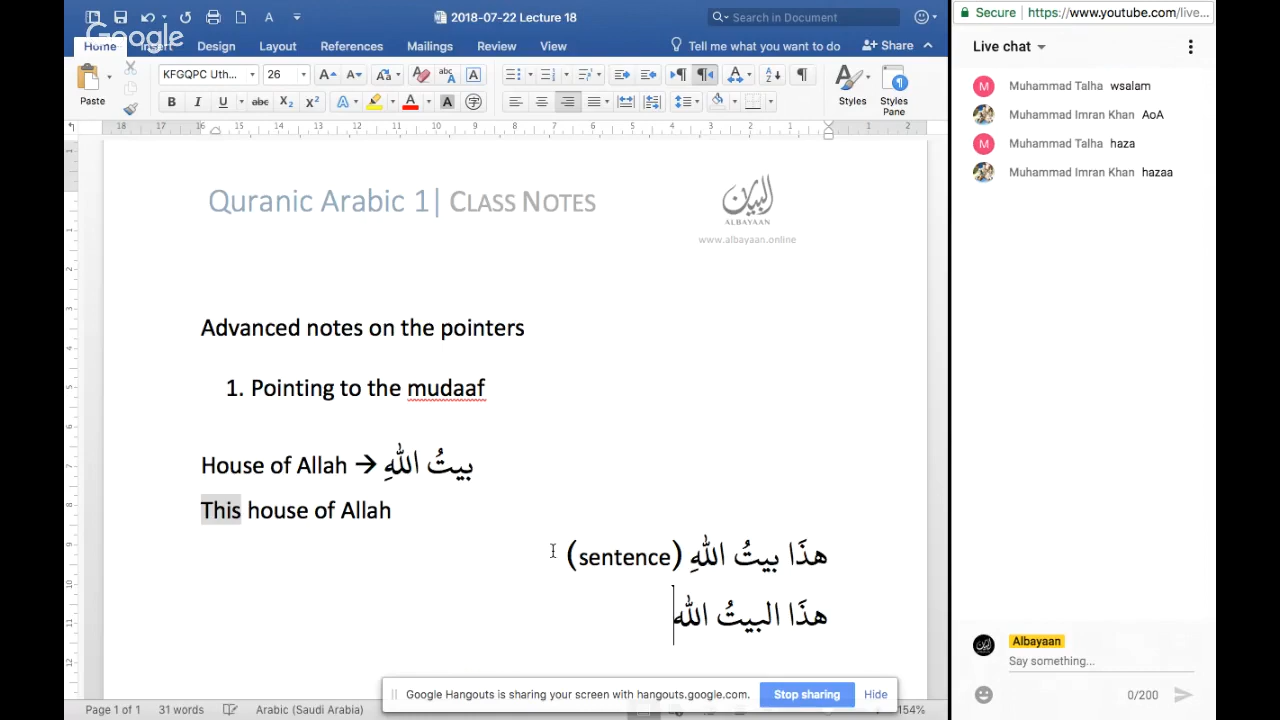 2018-07-22 Lecture 18
Search in Document
Google
Home Insert Design Layout References Mailings Review View
Tell me what you want to do
Share
Paste
KFGQPC Uth...
26
Styles
Styles Pane
Quranic Arabic 1| CLASS NOTES
البيان
ALBAYAAN
www.albayaan.online
Advanced notes on the pointers
1. Pointing to the mudaaf
House of Allah → بيتُ اللهِ
This house of Allah
هذَا بيتُ اللهِ (sentence)
هذَا البيتُ الله
Google Hangouts is sharing your screen with hangouts.google.com.
Stop sharing
Hide
Page 1 of 1
31 words
Arabic (Saudi Arabia)
154%
Secure | https://www.youtube.com/live...
Live chat
M Muhammad Talha wsalam
Muhammad Imran Khan AoA
M Muhammad Talha haza
Muhammad Imran Khan hazaa
Albayaan
Say something...
0/200